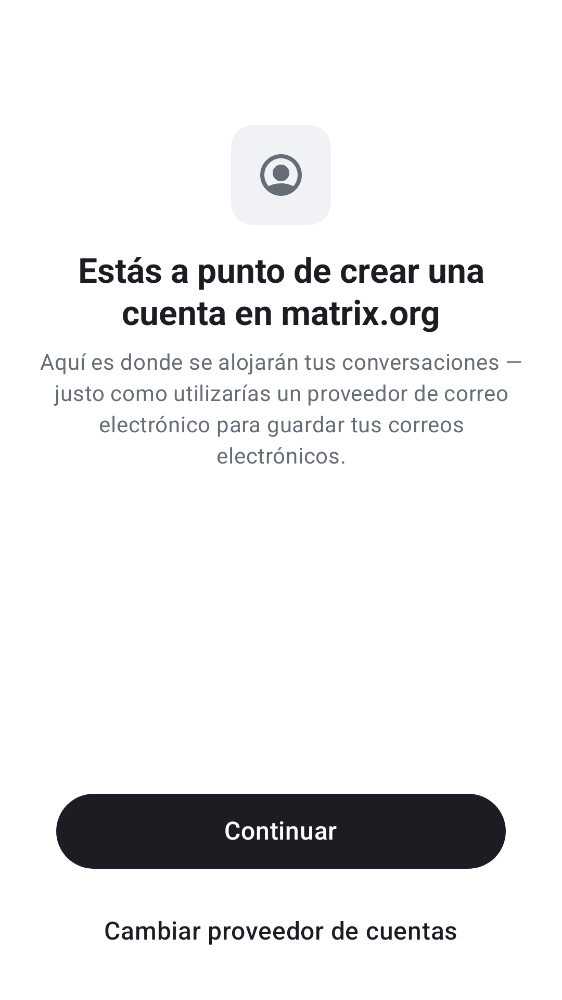 Estás a punto de crear una
cuenta en matrix.org
Aquí es donde se alojarán tus conversaciones —
justo como utilizarías un proveedor de correo
electrónico para guardar tus correos
electrónicos.
Continuar
Cambiar proveedor de cuentas